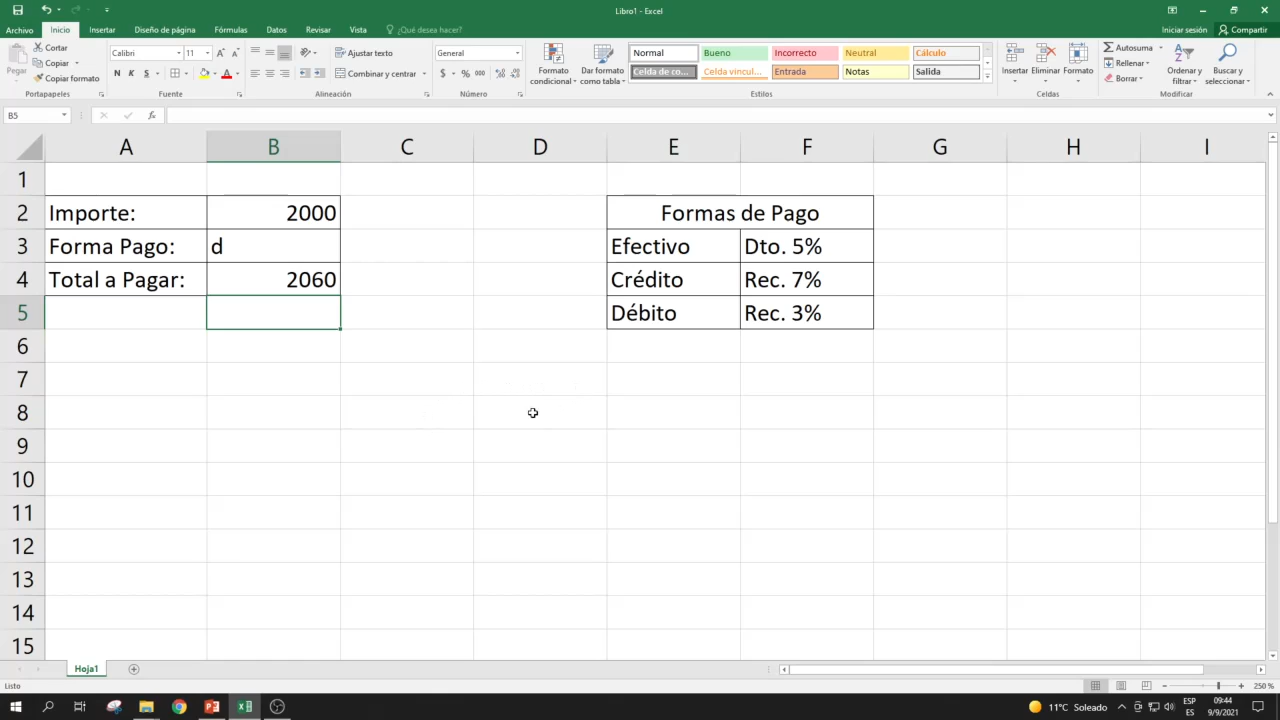 Libro1 - Excel
Archivo Inicio Insertar Diseño de página Fórmulas Datos Revisar Vista ¿Qué desea hacer? Iniciar sesión Compartir
Pegar
Cortar
Copiar
Copiar formato
Portapapeles
Calibri 11
N K S
Fuente
Ajustar texto
Combinar y centrar
Alineación
General
$ % 000
Número
Formato
condicional
Dar formato
como tabla
Normal Bueno Incorrecto Neutral Cálculo
Celda de co... Celda vincul... Entrada Notas Salida
Estilos
Insertar Eliminar Formato
Celdas
Autosuma
Rellenar
Borrar
Ordenar y
filtrar
Buscar y
seleccionar
Modificar
B5
fx
A B C D E F G H I
1
2 Importe: 2000 Formas de Pago
3 Forma Pago: d Efectivo Dto. 5%
4 Total a Pagar: 2060 Crédito Rec. 7%
5 Débito Rec. 3%
6
7
8
9
10
11
12
13
14
15
Hoja1
Listo
250 %
11°C Soleado
ESP
ES
09:44
9/9/2021